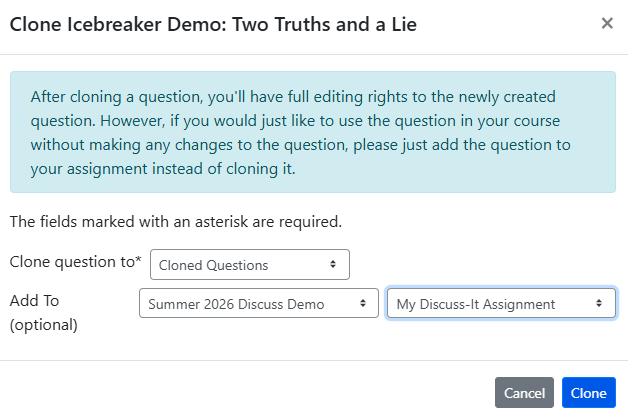 Clone Icebreaker Demo: Two Truths and a Lie ×
After cloning a question, you'll have full editing rights to the newly created
question. However, if you would just like to use the question in your course
without making any changes to the question, please just add the question to
your assignment instead of cloning it.
The fields marked with an asterisk are required.
Clone question to* Cloned Questions
Add To Summer 2026 Discuss Demo My Discuss-It Assignment
(optional)
Cancel Clone